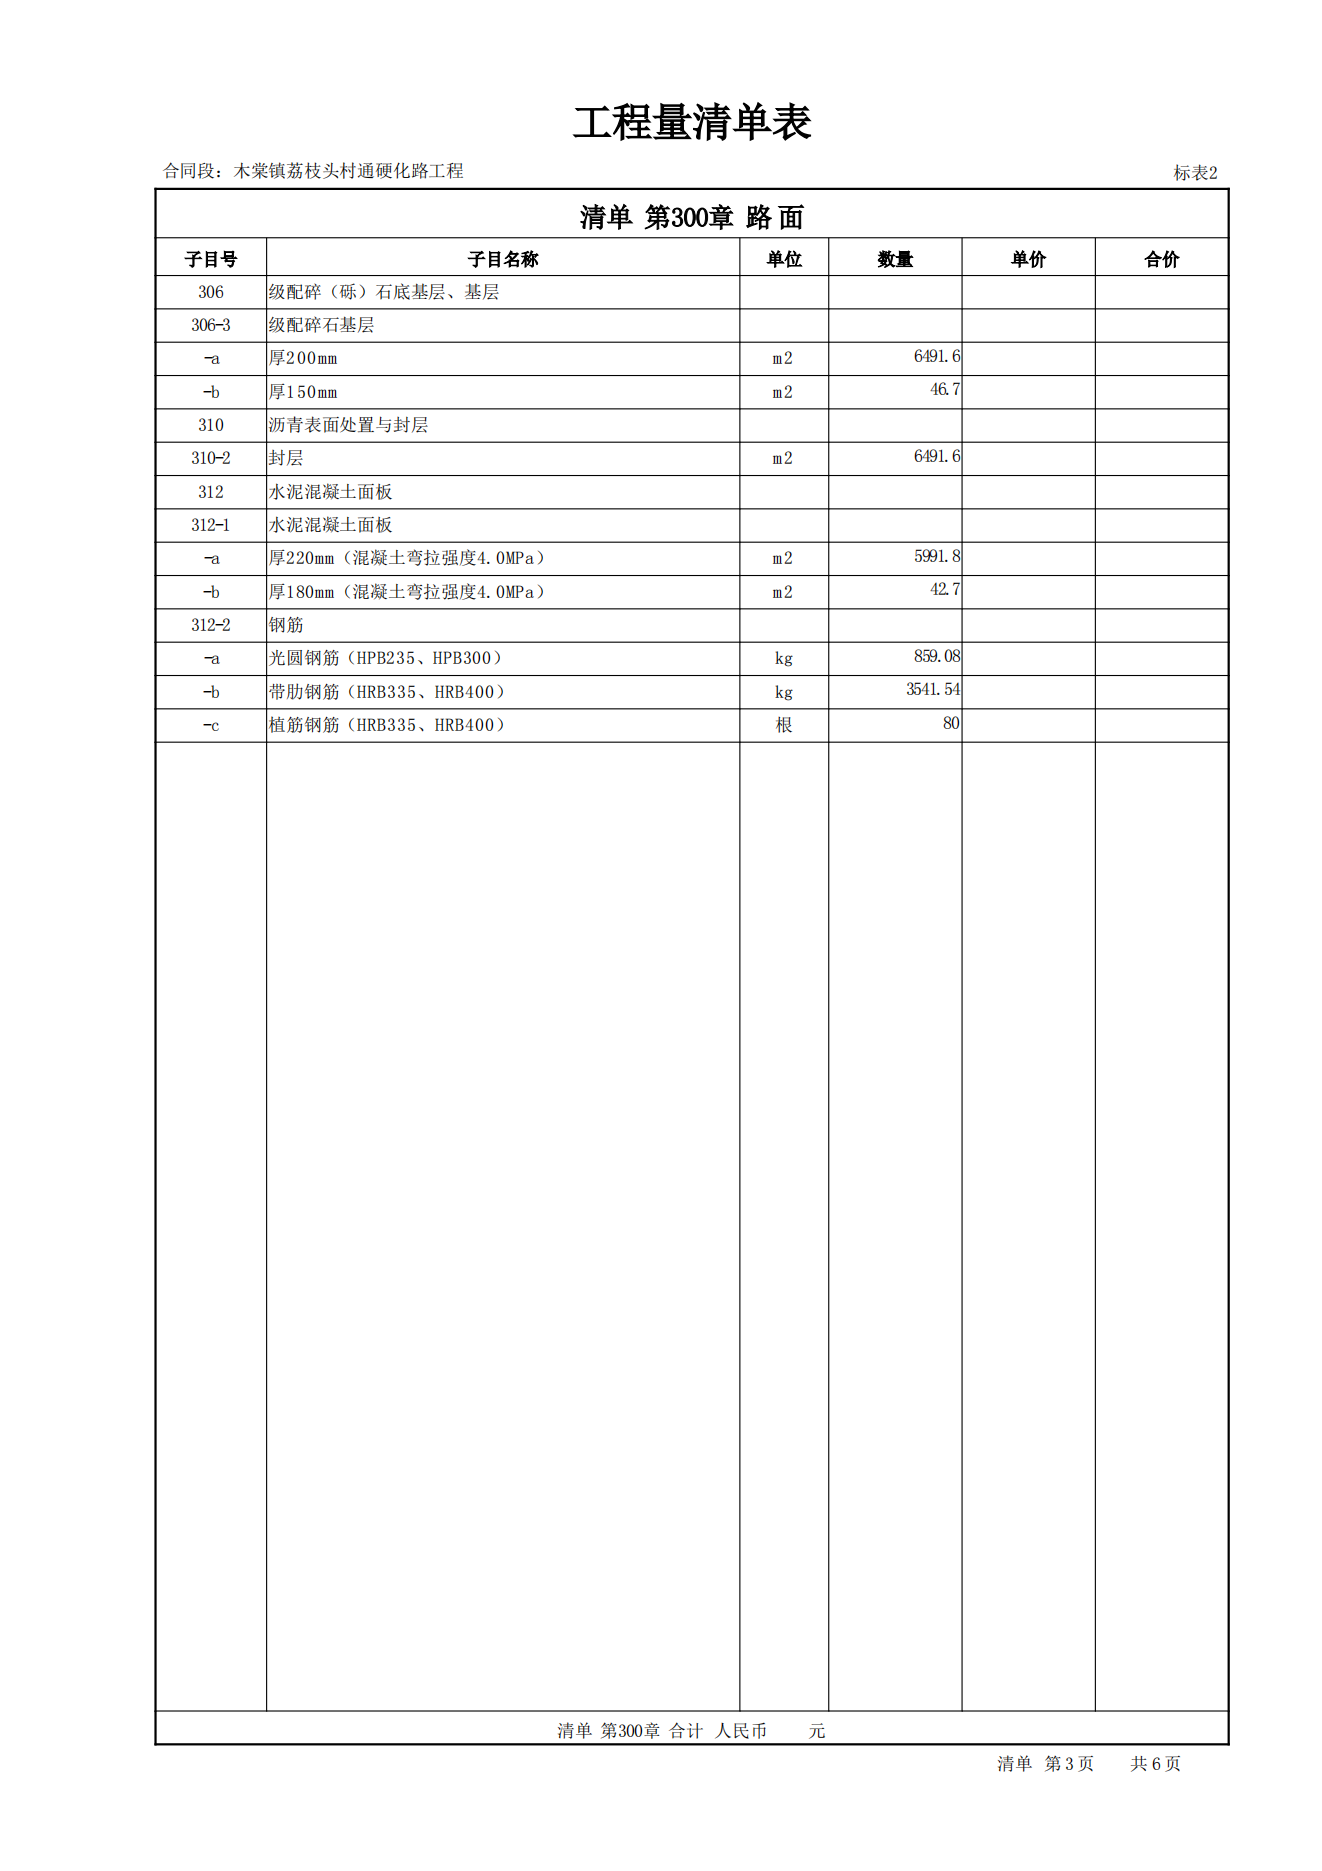 工程量清单表
合同段：木棠镇荔枝头村通硬化路工程 标表2
清单 第300章 路 面
子目号 子目名称 单位 数量 单价 合价
306 级配碎（砾）石底基层、基层
306-3 级配碎石基层
-a 厚200mm m2 6491.6
-b 厚150mm m2 46.7
310 沥青表面处置与封层
310-2 封层 m2 6491.6
312 水泥混凝土面板
312-1 水泥混凝土面板
-a 厚220mm（混凝土弯拉强度4.0MPa） m2 5991.8
-b 厚180mm（混凝土弯拉强度4.0MPa） m2 42.7
312-2 钢筋
-a 光圆钢筋（HPB235、HPB300） kg 859.08
-b 带肋钢筋（HRB335、HRB400） kg 3541.54
-c 植筋钢筋（HRB335、HRB400） 根 80
清单 第300章 合计 人民币 元
清单 第 3 页 共 6 页